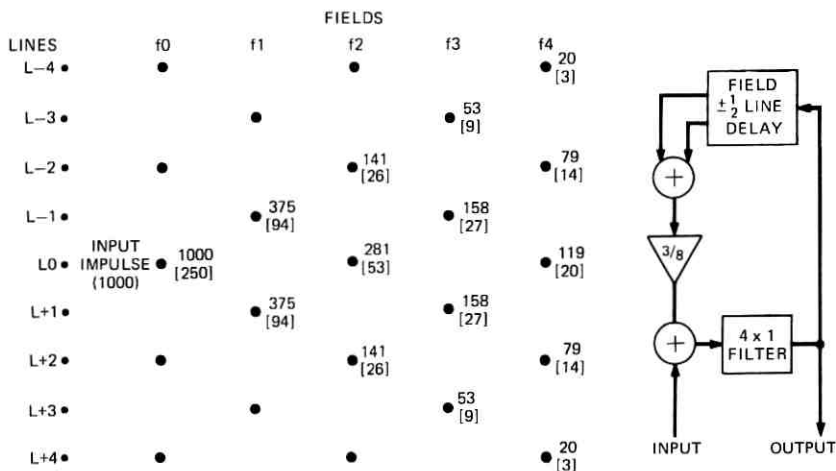 FIELDS
LINES f0 f1 f2 f3 f4
L−4 20
[3]
L−3 53
[9]
L−2 141 79
[26] [14]
L−1 375 158
[94] [27]
L0 INPUT IMPULSE (1000) 1000 281 119
[250] [53] [20]
L+1 375 158
[94] [27]
L+2 141 79
[26] [14]
L+3 53
[9]
L+4 20
[3]
FIELD
± 1/2 LINE
DELAY
+
3/8
+
4 x 1
FILTER
INPUT OUTPUT